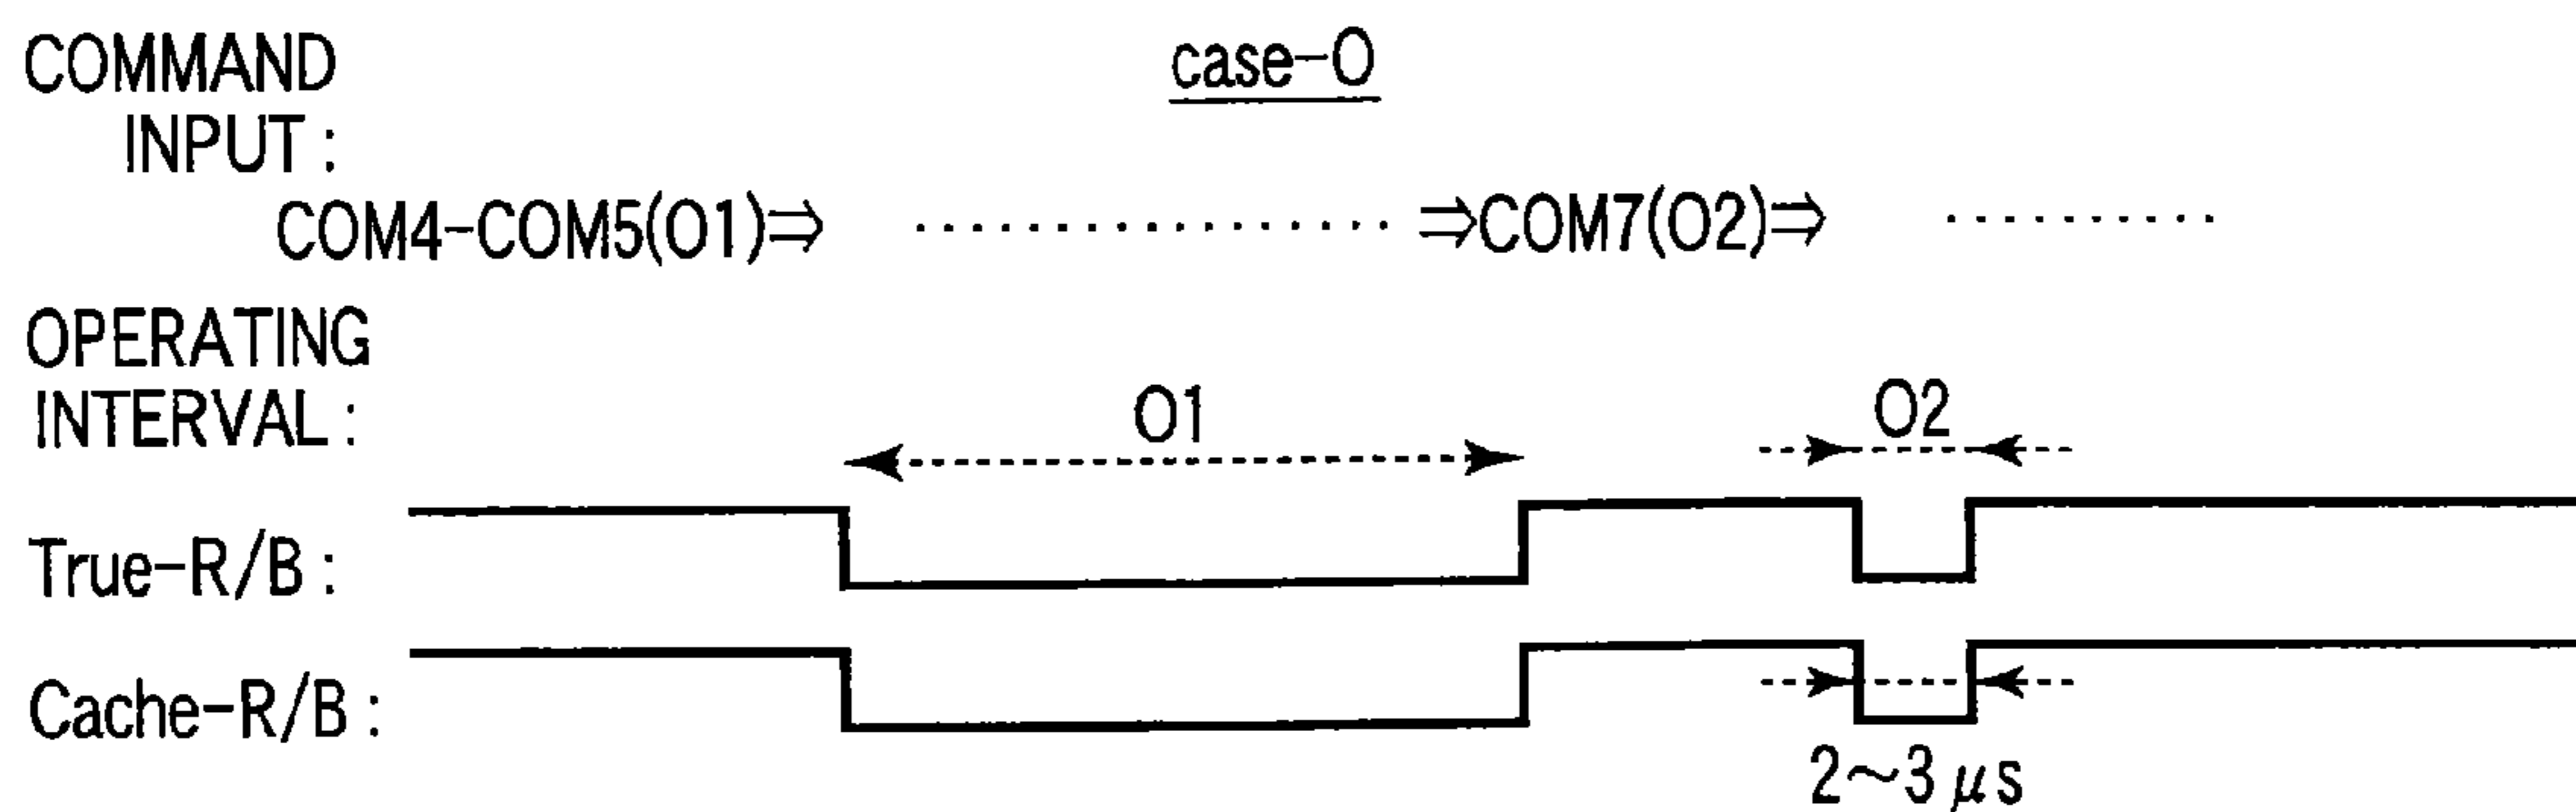 case-O
COMMAND
INPUT :
COM4-COM5(O1)⇒ ················· ⇒COM7(O2)⇒ ··········
OPERATING
INTERVAL :
O1 O2
True-R/B :
Cache-R/B :
2~3 μs